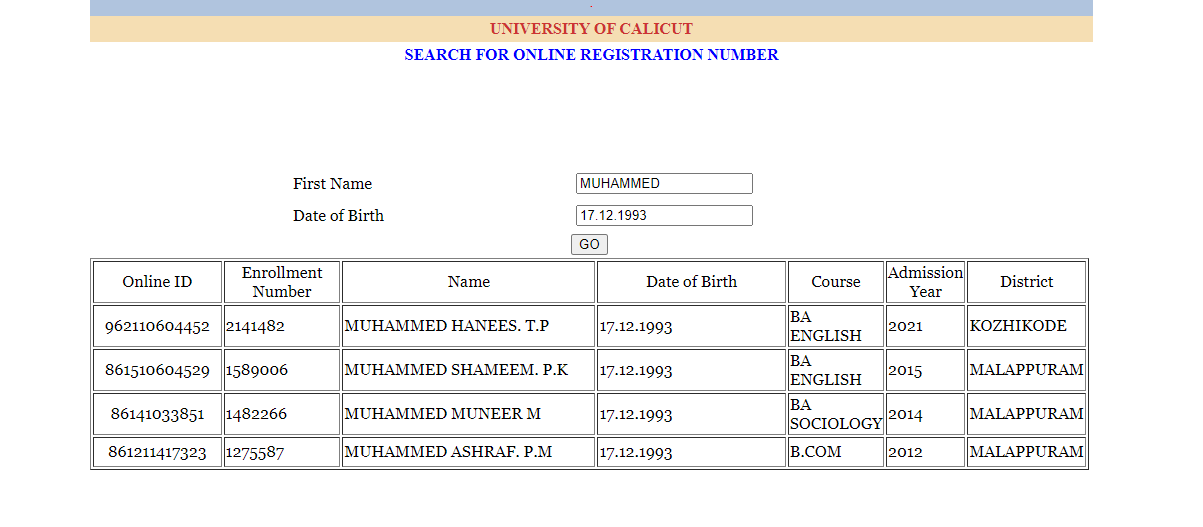 UNIVERSITY OF CALICUT
SEARCH FOR ONLINE REGISTRATION NUMBER
First Name MUHAMMED
Date of Birth 17.12.1993
GO
Online ID Enrollment Number Name Date of Birth Course Admission Year District
962110604452 2141482 MUHAMMED HANEES. T.P 17.12.1993 BA ENGLISH 2021 KOZHIKODE
861510604529 1589006 MUHAMMED SHAMEEM. P.K 17.12.1993 BA ENGLISH 2015 MALAPPURAM
86141033851 1482266 MUHAMMED MUNEER M 17.12.1993 BA SOCIOLOGY 2014 MALAPPURAM
861211417323 1275587 MUHAMMED ASHRAF. P.M 17.12.1993 B.COM 2012 MALAPPURAM